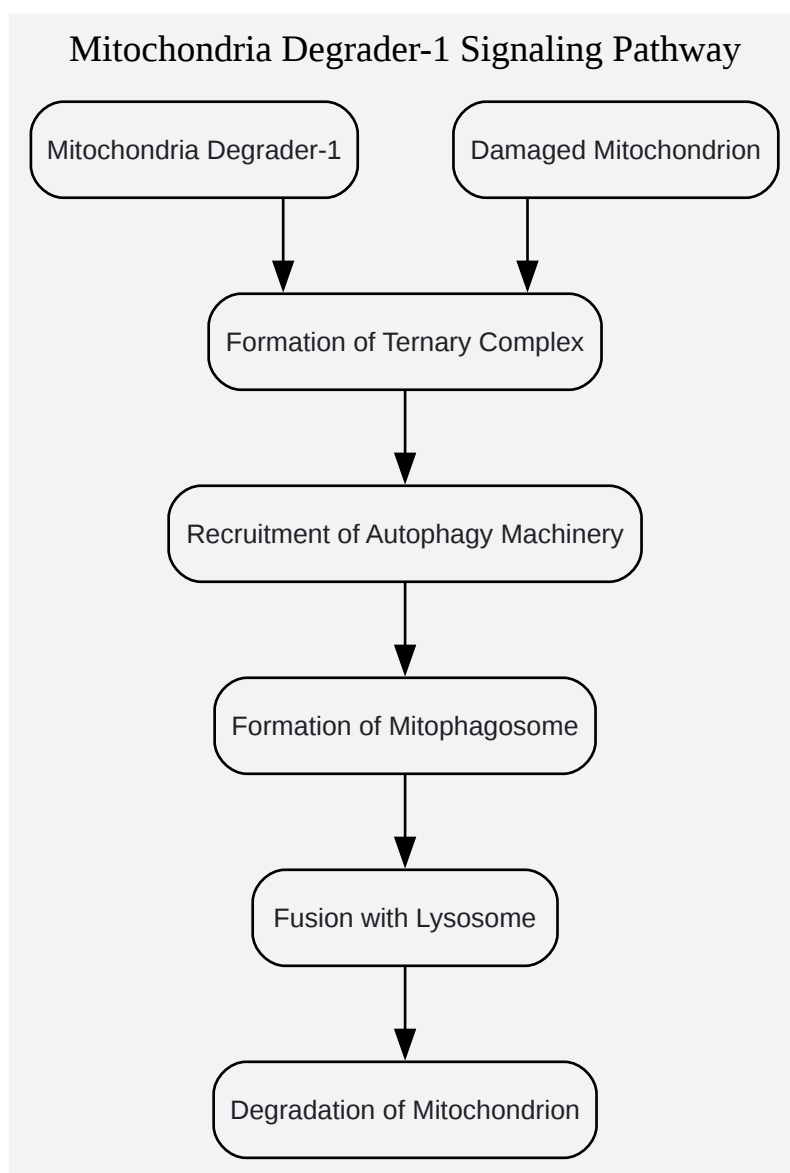 Mitochondria Degrader-1 Signaling Pathway
Mitochondria Degrader-1
Damaged Mitochondrion
Formation of Ternary Complex
Recruitment of Autophagy Machinery
Formation of Mitophagosome
Fusion with Lysosome
Degradation of Mitochondrion